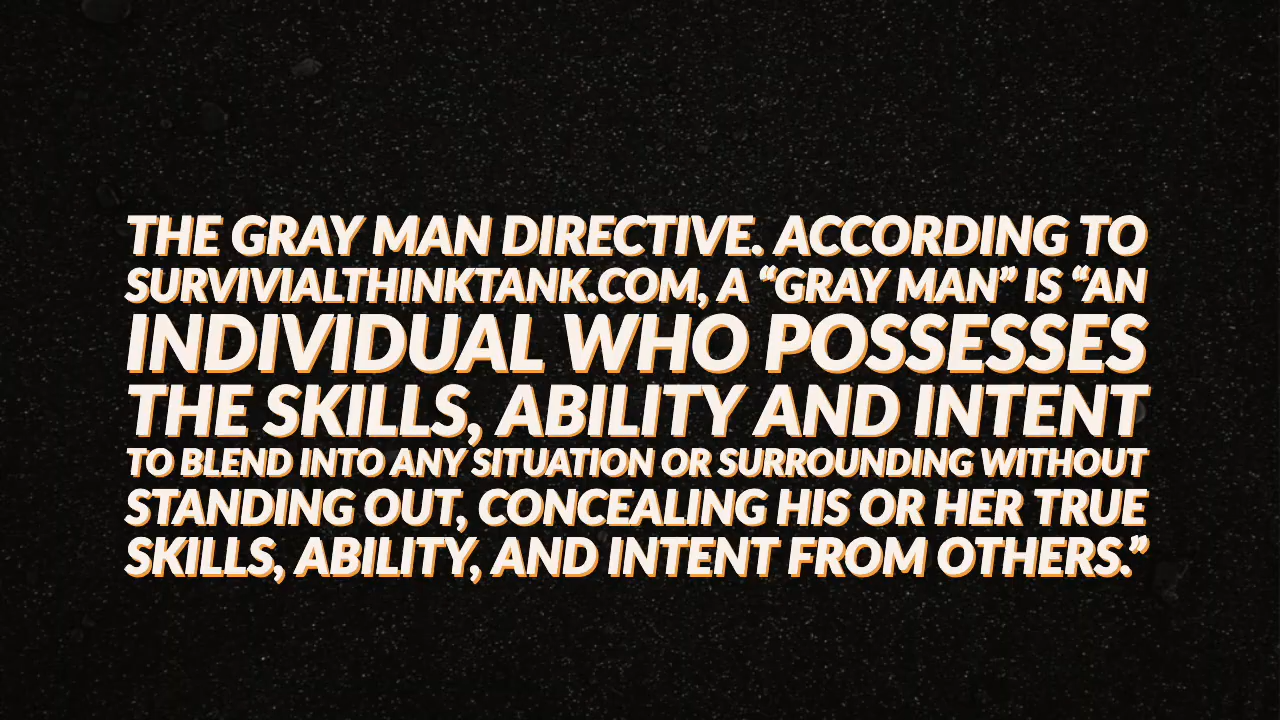 THE GRAY MAN DIRECTIVE. ACCORDING TO
SURVIVIALTHINKTANK.COM, A “GRAY MAN” IS “AN
INDIVIDUAL WHO POSSESSES
THE SKILLS, ABILITY AND INTENT
TO BLEND INTO ANY SITUATION OR SURROUNDING WITHOUT
STANDING OUT, CONCEALING HIS OR HER TRUE
SKILLS, ABILITY, AND INTENT FROM OTHERS.”